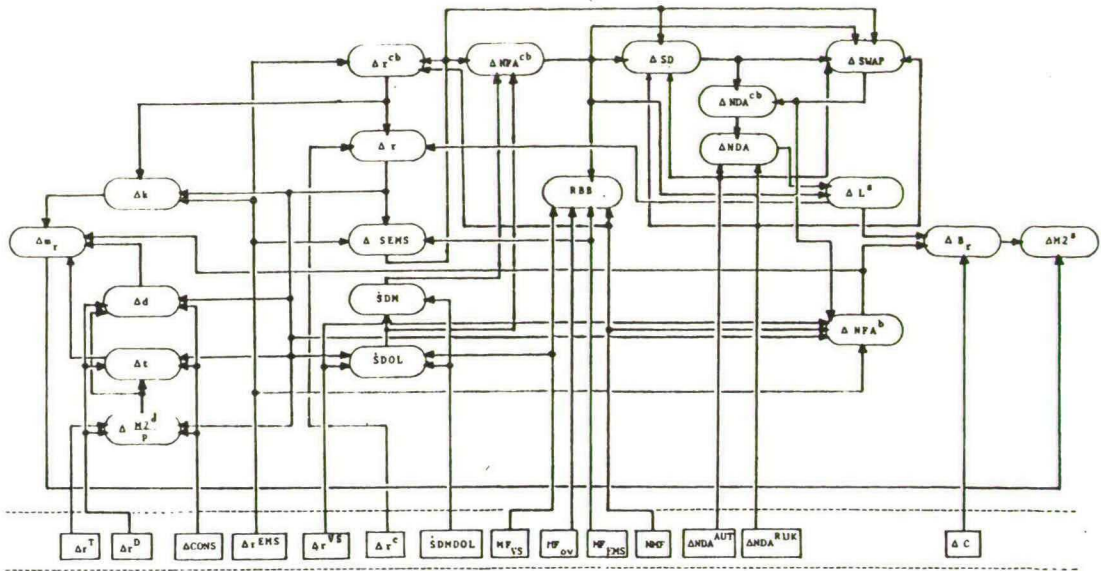 Δr^cb
ΔNFA^cb
ΔSD
ΔSWAP
ΔNDA^cb
Δr
ΔNDA
Δk
RBB
ΔL^s
Δm_r
ΔSEMS
ΔB_r
ΔM2^s
Δd
ṠDM
ΔNFA^b
Δt
ṠDOL
ΔM2_p^d
Δr^T
Δr^D
ΔCONS
Δr^EMS
Δr^VS
Δr^c
ṠDMDOL
MF_VS
MF_ov
MF_EMS
NMF
ΔNDA^AUT
ΔNDA^RIJK
ΔC